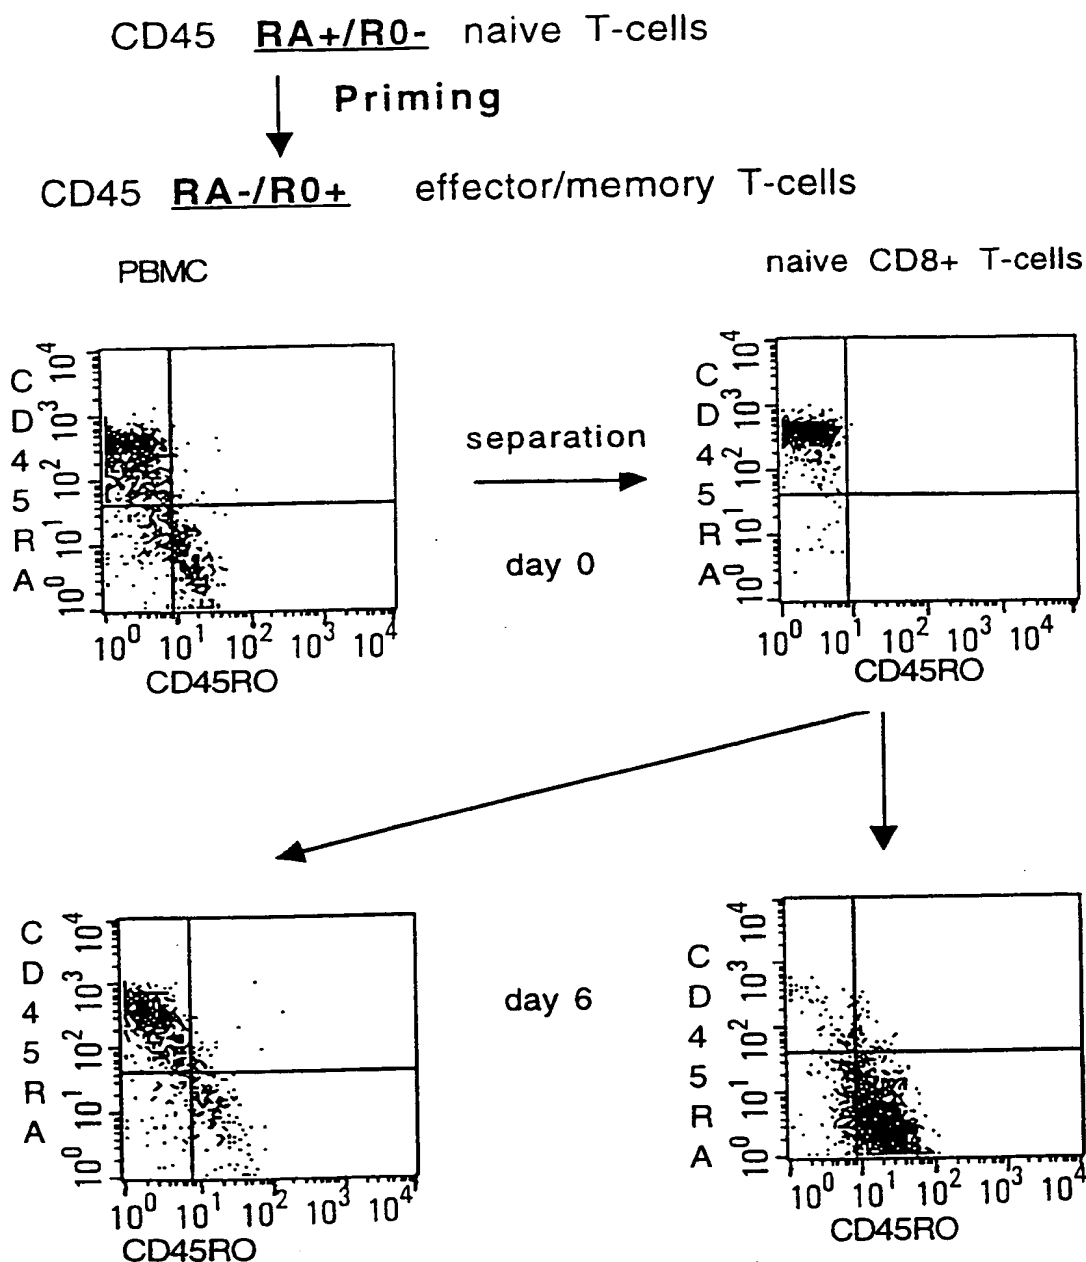 CD45 RA+/R0- naive T-cells
Priming
CD45 RA-/R0+ effector/memory T-cells
PBMC
naive CD8+ T-cells
CD45RA
10^4
10^3
10^2
10^1
10^0
10^0 10^1 10^2 10^3 10^4
CD45RO
separation
day 0
CD45RA
10^4
10^3
10^2
10^1
10^0
10^0 10^1 10^2 10^3 10^4
CD45RO
CD45RA
10^4
10^3
10^2
10^1
10^0
10^0 10^1 10^2 10^3 10^4
CD45RO
day 6
CD45RA
10^4
10^3
10^2
10^1
10^0
10^0 10^1 10^2 10^3 10^4
CD45RO